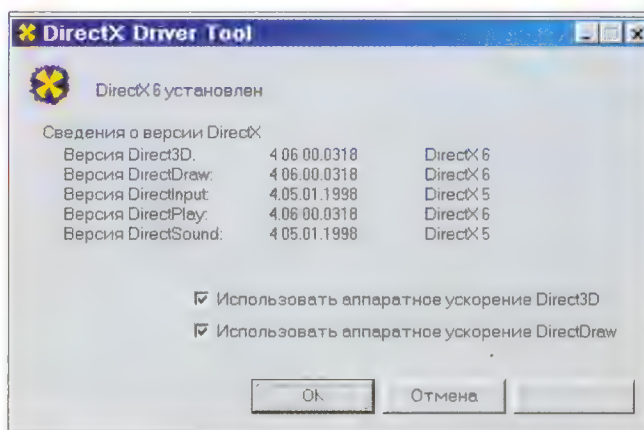 DirectX Driver Tool
DirectX 6 установлен
Сведения о версии DirectX
Версия Direct3D. 4.06.00.0318 DirectX 6
Версия DirectDraw: 4.06.00.0318 DirectX 6
Версия DirectInput: 4.05.01.1998 DirectX 5
Версия DirectPlay: 4.06.00.0318 DirectX 6
Версия DirectSound: 4.05.01.1998 DirectX 5
Использовать аппаратное ускорение Direct3D
Использовать аппаратное ускорение DirectDraw
OK Отмена